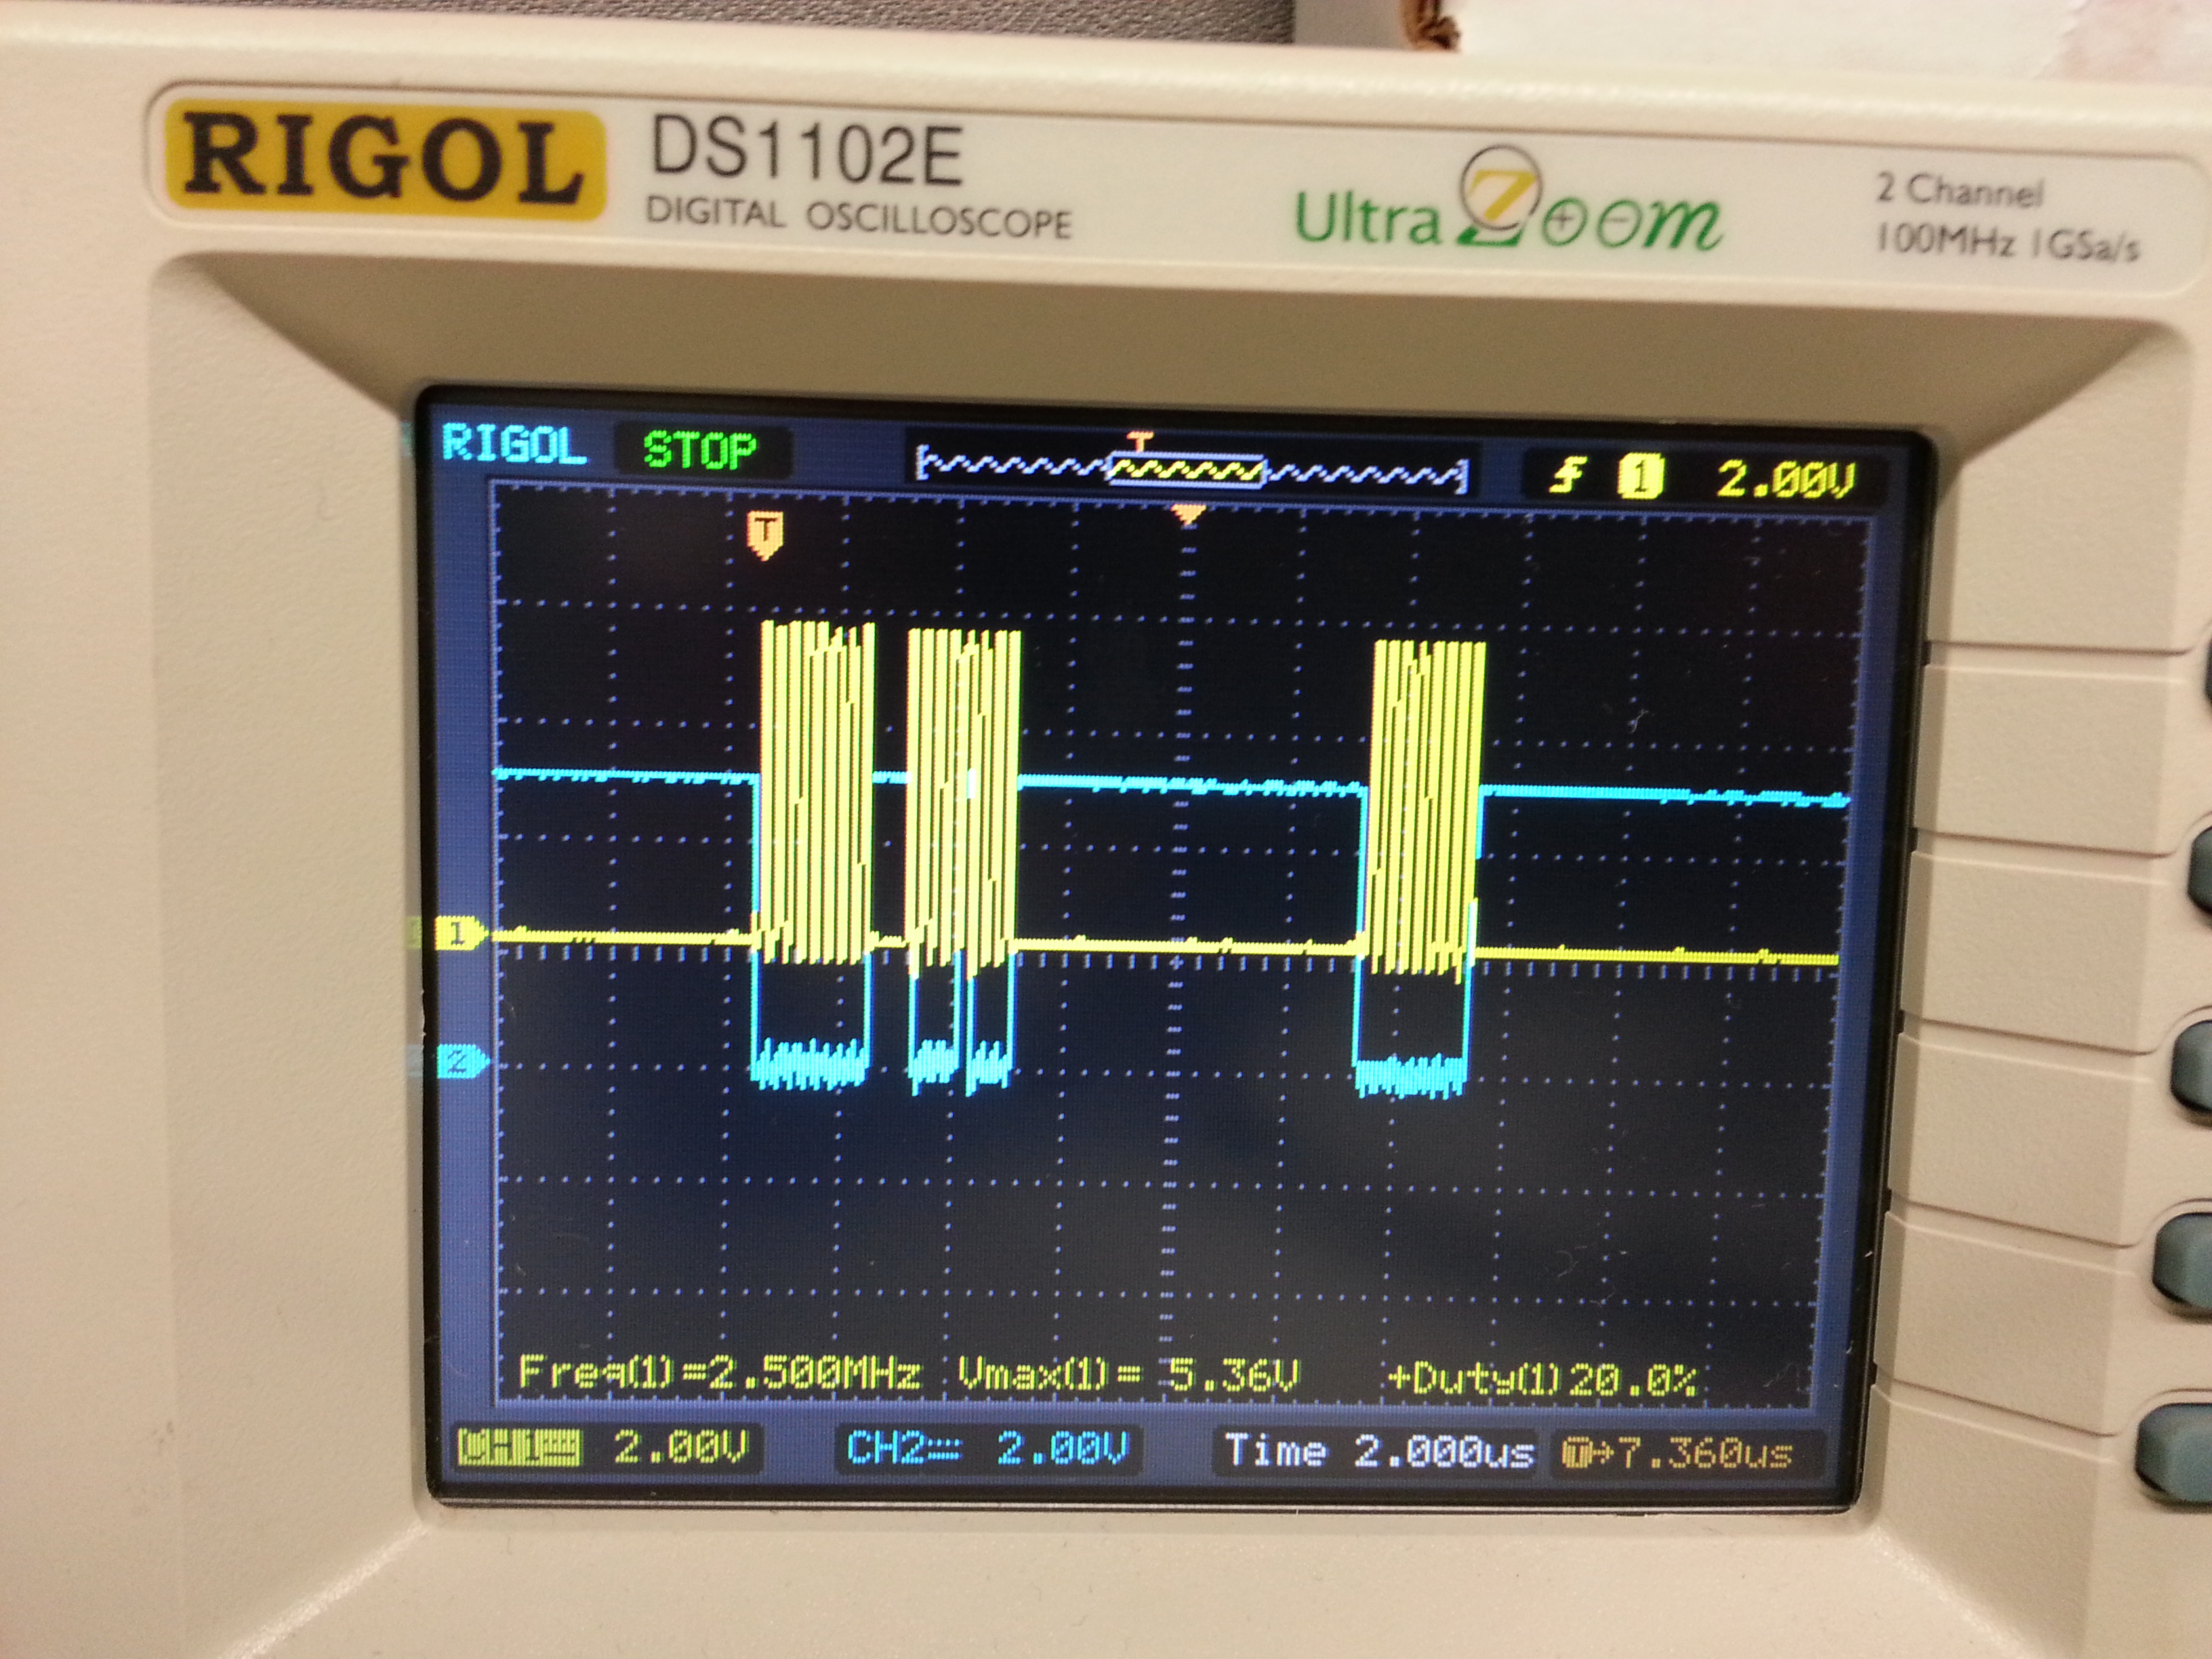 RIGOL DS1102E
DIGITAL OSCILLOSCOPE
UltraZoom
2 Channel
100MHz 1GSa/s
RIGOL STOP T 1 2.00V
T
1
2
Freq(1)=2.500MHz Vmax(1)= 5.36V +Duty(1)20.0%
CH1 2.00V CH2 2.00V Time 2.000us T→7.360us